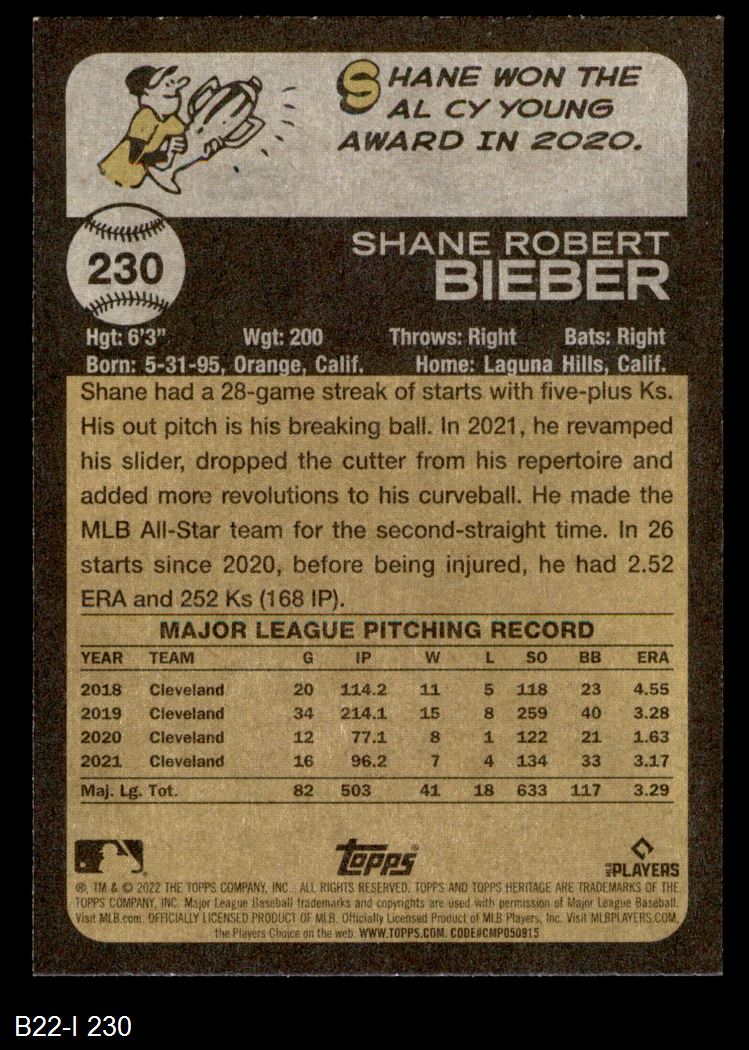 SHANE WON THE
AL CY YOUNG
AWARD IN 2020.
230
SHANE ROBERT
BIEBER
Hgt: 6'3" Wgt: 200 Throws: Right Bats: Right
Born: 5-31-95, Orange, Calif. Home: Laguna Hills, Calif.
Shane had a 28-game streak of starts with five-plus Ks.
His out pitch is his breaking ball. In 2021, he revamped
his slider, dropped the cutter from his repertoire and
added more revolutions to his curveball. He made the
MLB All-Star team for the second-straight time. In 26
starts since 2020, before being injured, he had 2.52
ERA and 252 Ks (168 IP).
MAJOR LEAGUE PITCHING RECORD
YEAR TEAM G IP W L SO BB ERA
2018 Cleveland 20 114.2 11 5 118 23 4.55
2019 Cleveland 34 214.1 15 8 259 40 3.28
2020 Cleveland 12 77.1 8 1 122 21 1.63
2021 Cleveland 16 96.2 7 4 134 33 3.17
Maj. Lg. Tot. 82 503 41 18 633 117 3.29
Topps
MLB PLAYERS
®, TM & © 2022 THE TOPPS COMPANY, INC. ALL RIGHTS RESERVED. TOPPS AND TOPPS HERITAGE ARE TRADEMARKS OF THE
TOPPS COMPANY, INC. Major League Baseball trademarks and copyrights are used with permission of Major League Baseball.
Visit MLB.com. OFFICIALLY LICENSED PRODUCT OF MLB. Officially Licensed Product of MLB Players, Inc. Visit MLBPLAYERS.COM,
the Players Choice on the web. WWW.TOPPS.COM. CODE#CMP050815
B22-I 230